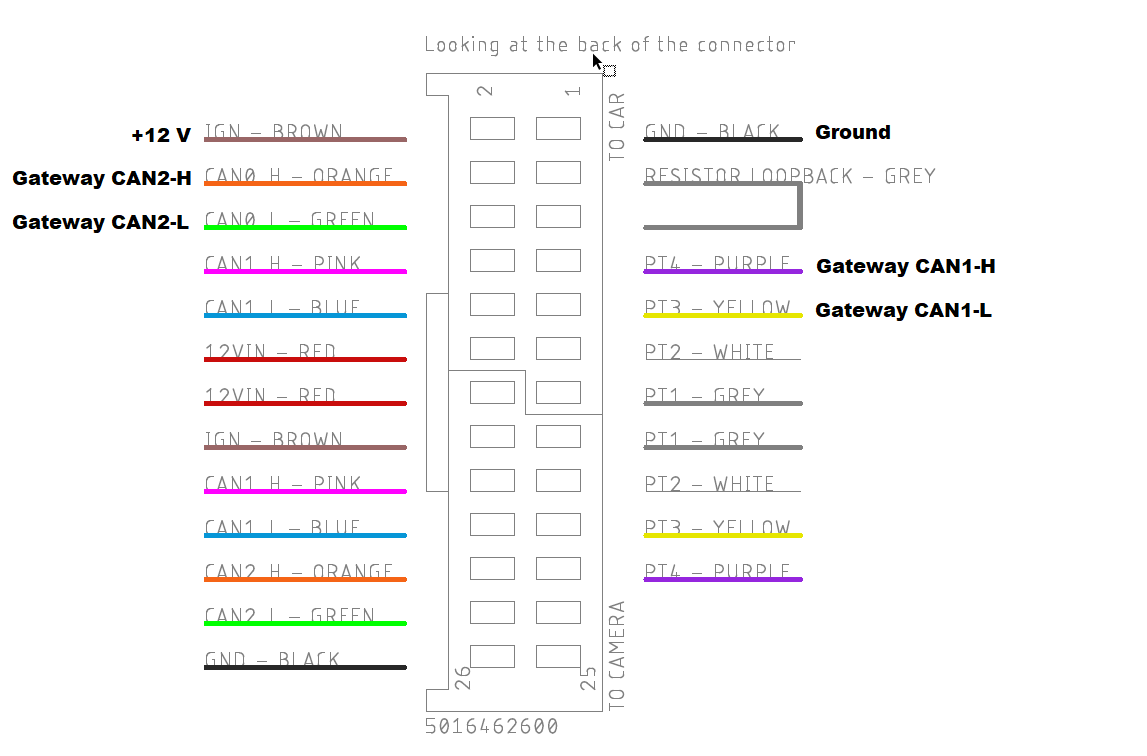 Looking at the back of the connector
2 1
TO CAR
+12 V IGN - BROWN
GND - BLACK Ground
Gateway CAN2-H CAN0 H - ORANGE
RESISTOR LOOPBACK - GREY
Gateway CAN2-L CAN0 L - GREEN
CAN1 H - PINK
PT4 - PURPLE Gateway CAN1-H
CAN1 L - BLUE
PT3 - YELLOW Gateway CAN1-L
12VIN - RED
PT2 - WHITE
12VIN - RED
PT1 - GREY
IGN - BROWN
PT1 - GREY
CAN1 H - PINK
PT2 - WHITE
CAN1 L - BLUE
PT3 - YELLOW
CAN2 H - ORANGE
PT4 - PURPLE
CAN2 L - GREEN
GND - BLACK
26 25
TO CAMERA
5016462600